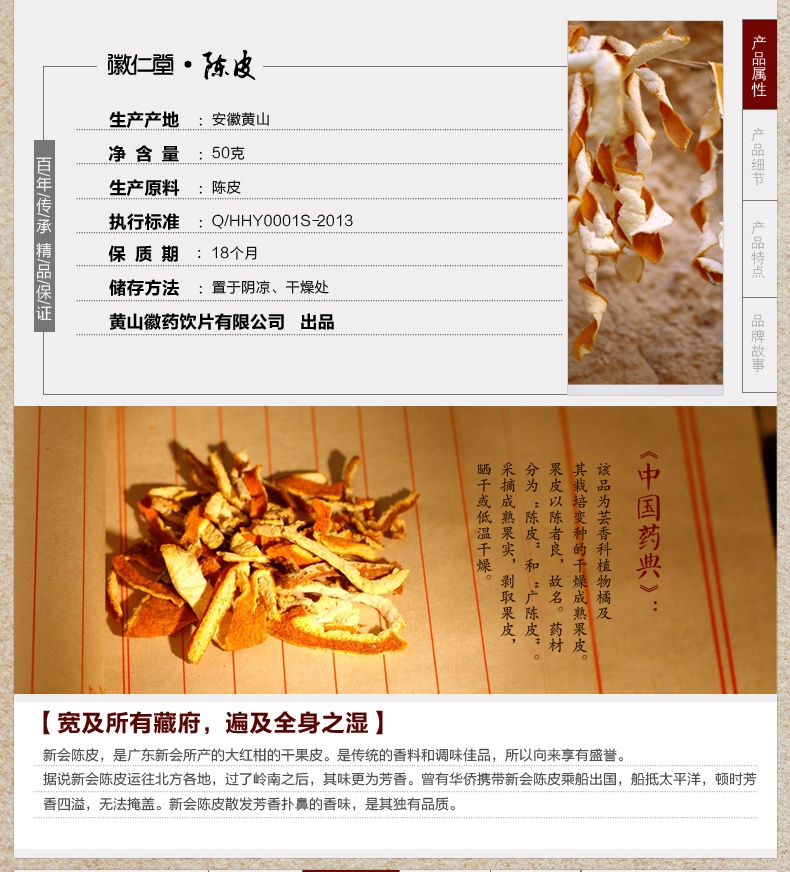 徽仁堂·陈皮
生产产地 ： 安徽黄山
净 含 量 ： 50克
生产原料 ： 陈皮
执行标准 ： Q/HHY0001S-2013
保 质 期 ： 18个月
储存方法 ： 置于阴凉、干燥处
黄山徽药饮片有限公司 出品
百/年/传/承 精/品/保/证
产品属性
产品细节
产品特点
品牌故事
《中国药典》：
该品为芸香科植物橘及
其栽培变种的干燥成熟果皮。
果皮以陈者良，故名。药材
分为“陈皮”和“广陈皮”。
采摘成熟果实，剥取果皮，
晒干或低温干燥。
【宽及所有藏府，遍及全身之湿】
新会陈皮，是广东新会所产的大红柑的干果皮。是传统的香料和调味佳品，所以向来享有盛誉。
据说新会陈皮运往北方各地，过了岭南之后，其味更为芳香。曾有华侨携带新会陈皮乘船出国，船抵太平洋，顿时芳
香四溢，无法掩盖。新会陈皮散发芳香扑鼻的香味，是其独有品质。